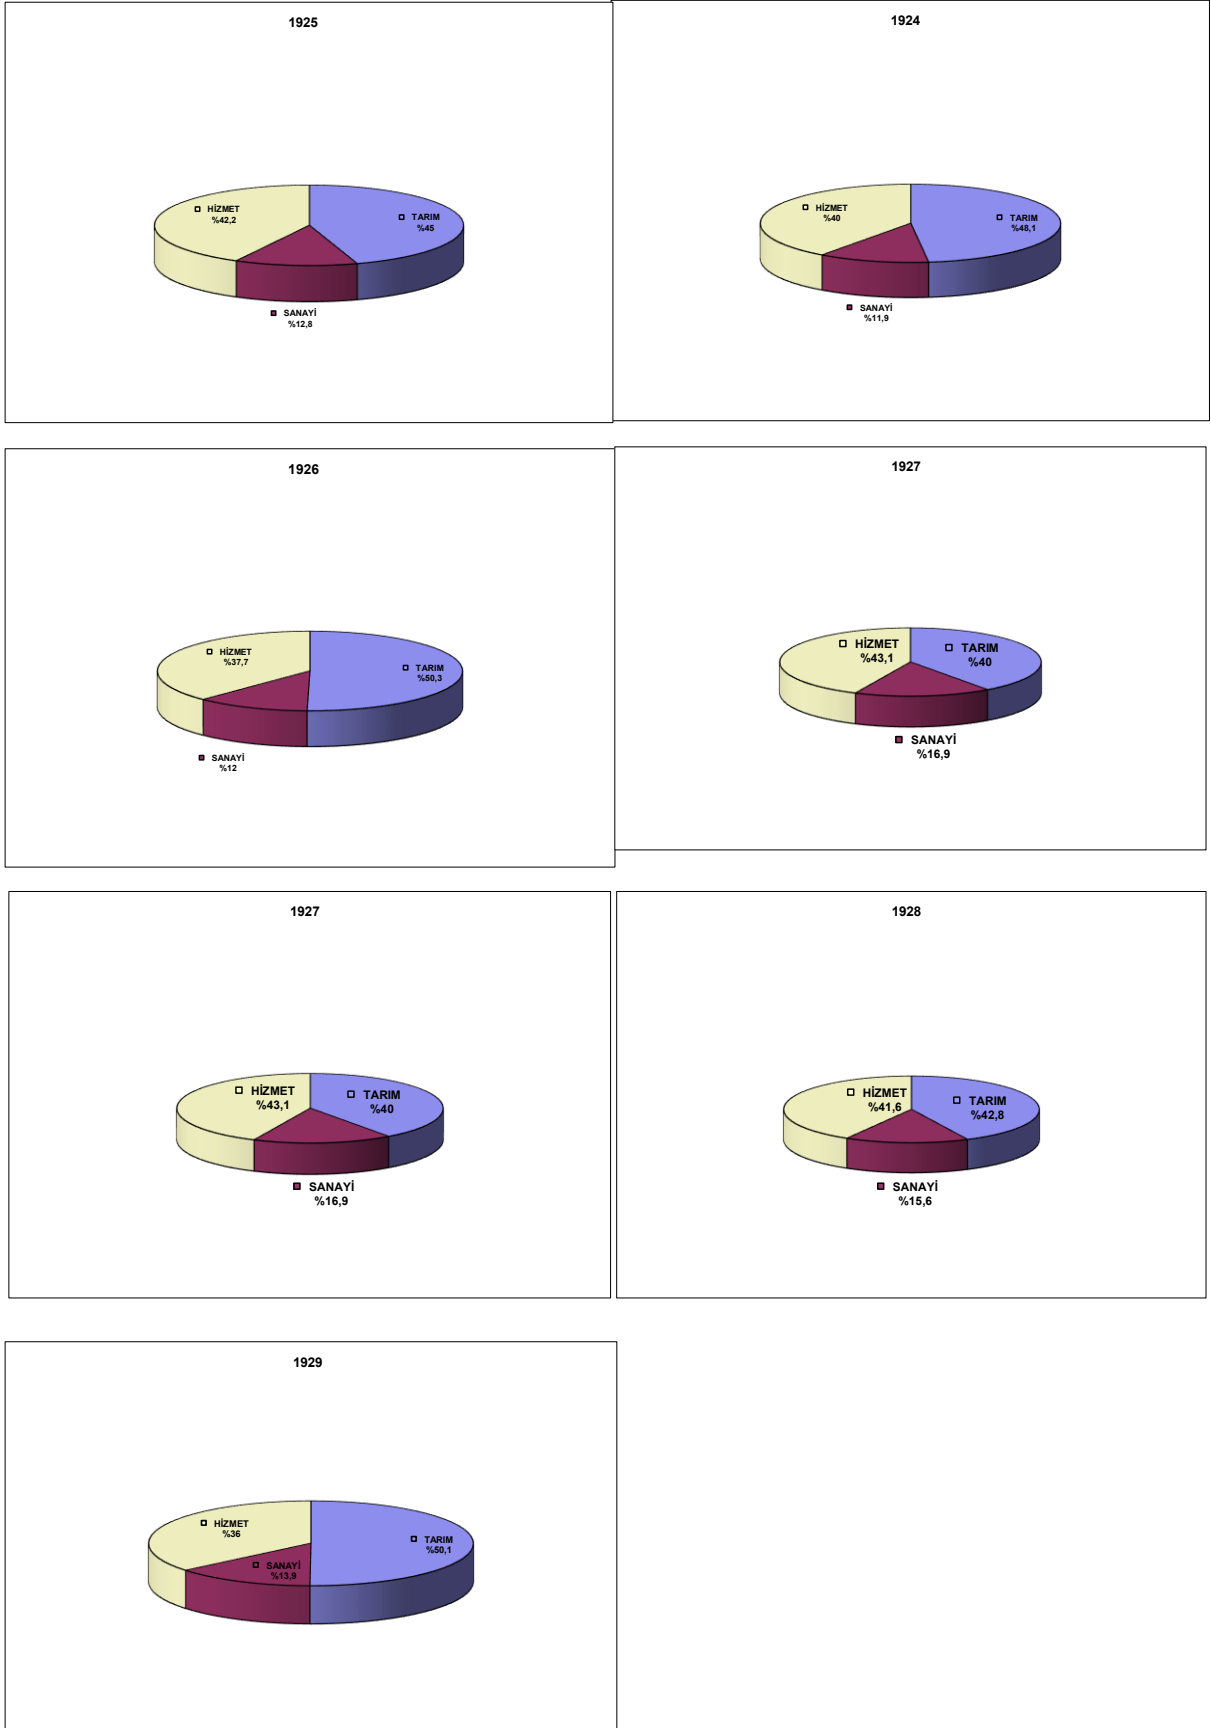 1925
HİZMET
%42,2
TARIM
%45
SANAYİ
%12,8
1924
HİZMET
%40
TARIM
%48,1
SANAYİ
%11,9
1926
HİZMET
%37,7
TARIM
%50,3
SANAYİ
%12
1927
HİZMET
%43,1
TARIM
%40
SANAYİ
%16,9
1927
HİZMET
%43,1
TARIM
%40
SANAYİ
%16,9
1928
HİZMET
%41,6
TARIM
%42,8
SANAYİ
%15,6
1929
HİZMET
%36
TARIM
%50,1
SANAYİ
%13,9